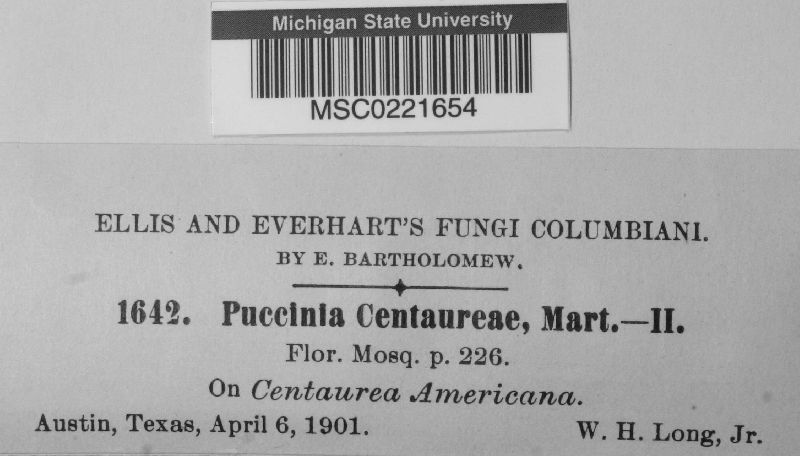 Michigan State University
MSC0221654
ELLIS AND EVERHART'S FUNGI COLUMBIANI.
BY E. BARTHOLOMEW.
1642. Puccinia Centaureae, Mart.—II.
Flor. Mosq. p. 226.
On Centaurea Americana.
Austin, Texas, April 6, 1901. W. H. Long, Jr.